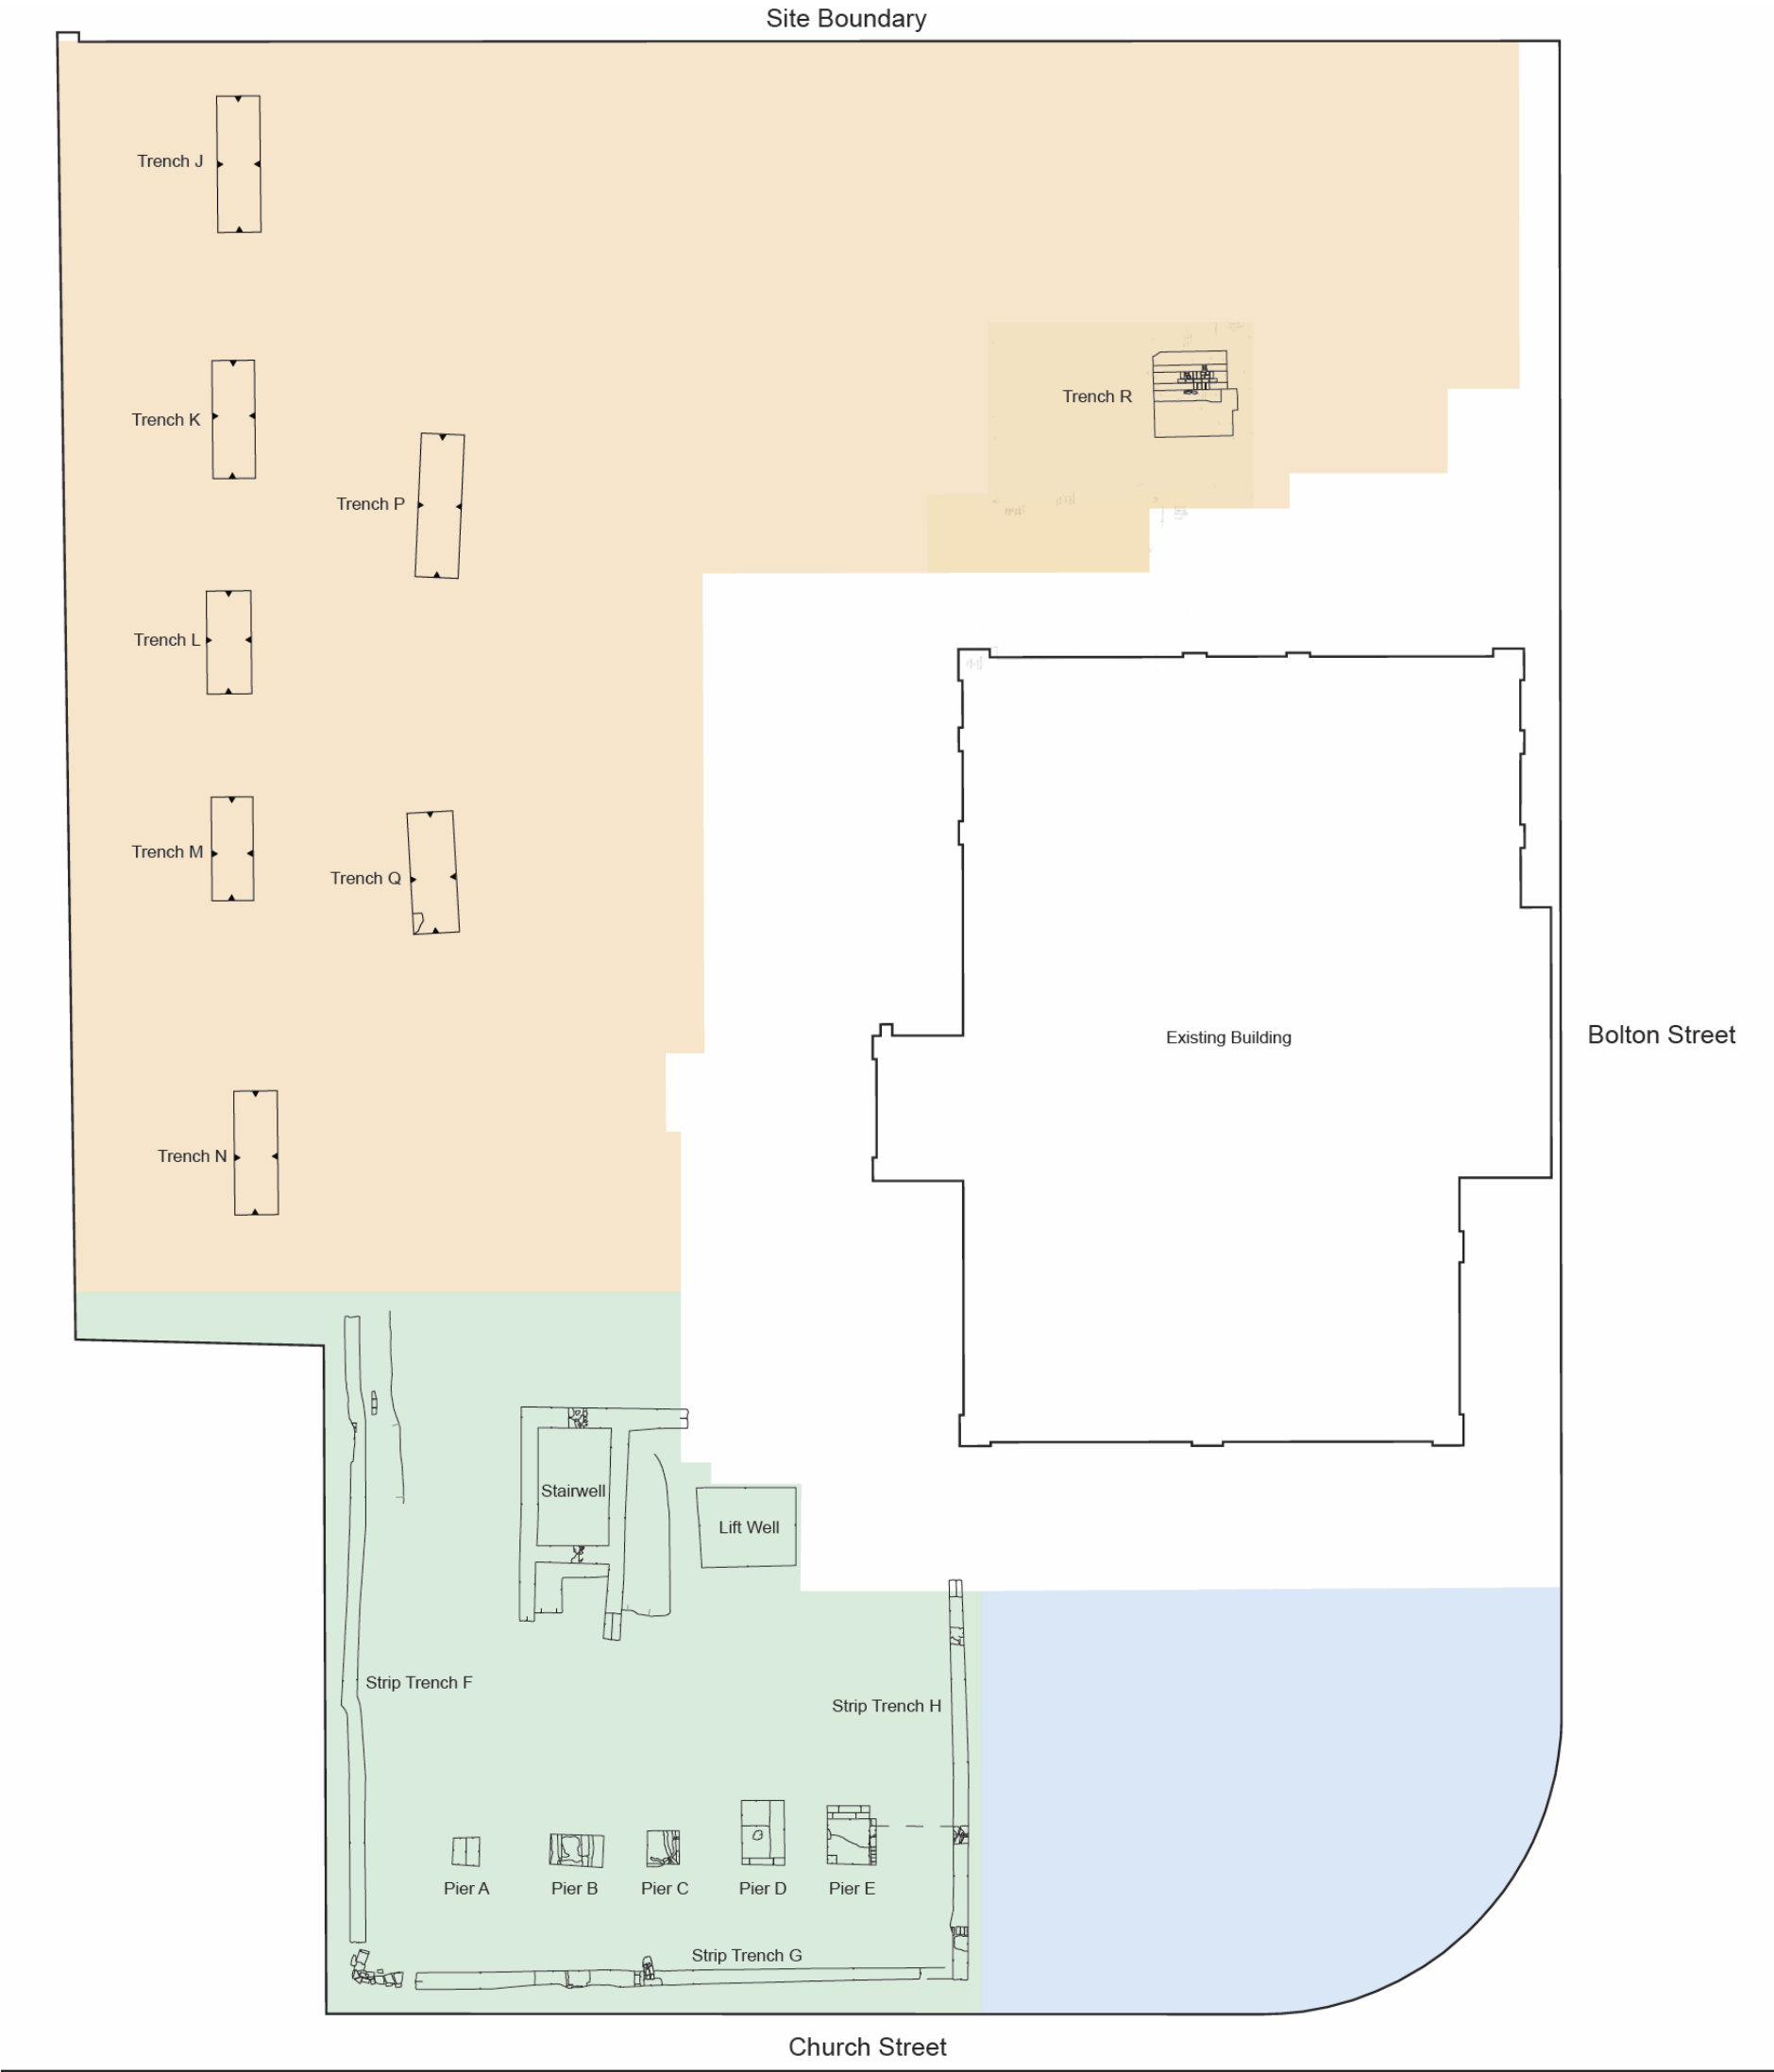 Site Boundary
Trench J
Trench R
Trench K
Trench P
Trench L
Trench M
Trench Q
Existing Building
Bolton Street
Trench N
Stairwell
Lift Well
Strip Trench F
Strip Trench H
Pier A
Pier B
Pier C
Pier D
Pier E
Strip Trench G
Church Street